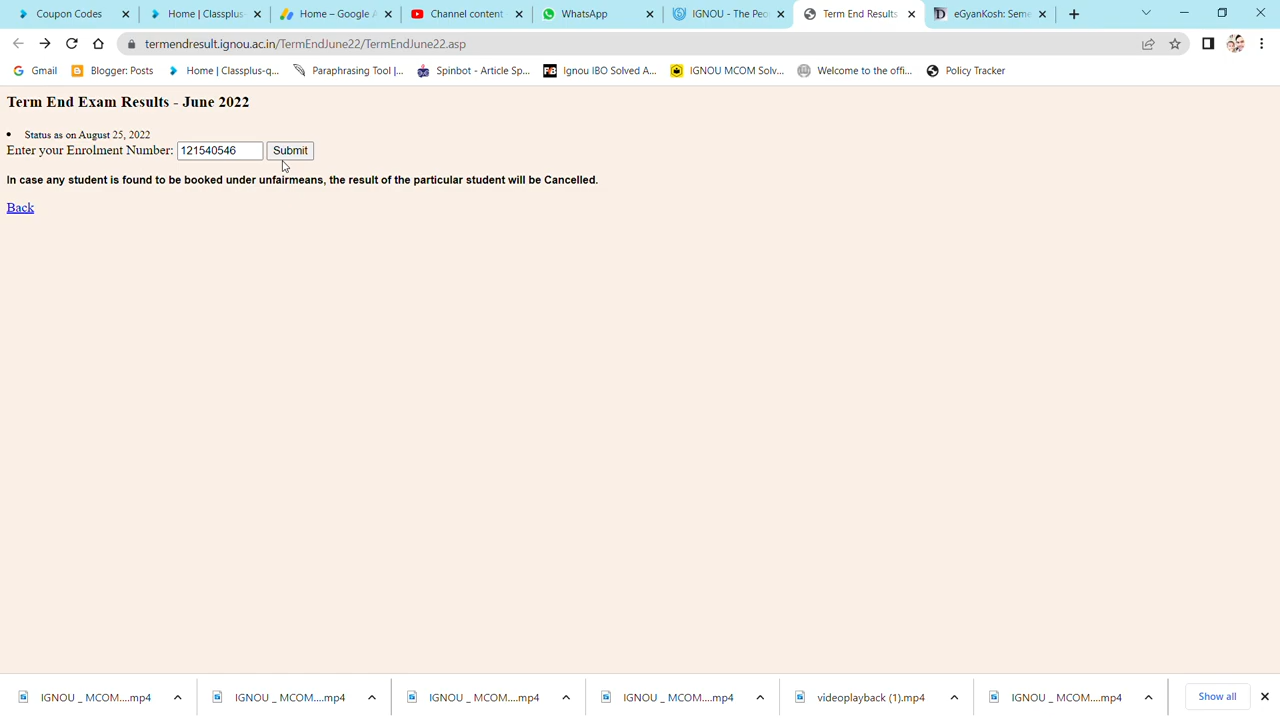 Coupon Codes
Home | Classplus
Home – Google A
Channel content
WhatsApp
IGNOU - The Peo
Term End Results
eGyanKosh: Seme
termendresult.ignou.ac.in/TermEndJune22/TermEndJune22.asp
Gmail
Blogger: Posts
Home | Classplus-q...
Paraphrasing Tool |...
Spinbot - Article Sp...
Ignou IBO Solved A...
IGNOU MCOM Solv...
Welcome to the offi...
Policy Tracker
Term End Exam Results - June 2022
• Status as on August 25, 2022
Enter your Enrolment Number: 121540546 Submit
In case any student is found to be booked under unfairmeans, the result of the particular student will be Cancelled.
Back
IGNOU _ MCOM....mp4
IGNOU _ MCOM....mp4
IGNOU _ MCOM....mp4
IGNOU _ MCOM....mp4
videoplayback (1).mp4
IGNOU _ MCOM....mp4
Show all